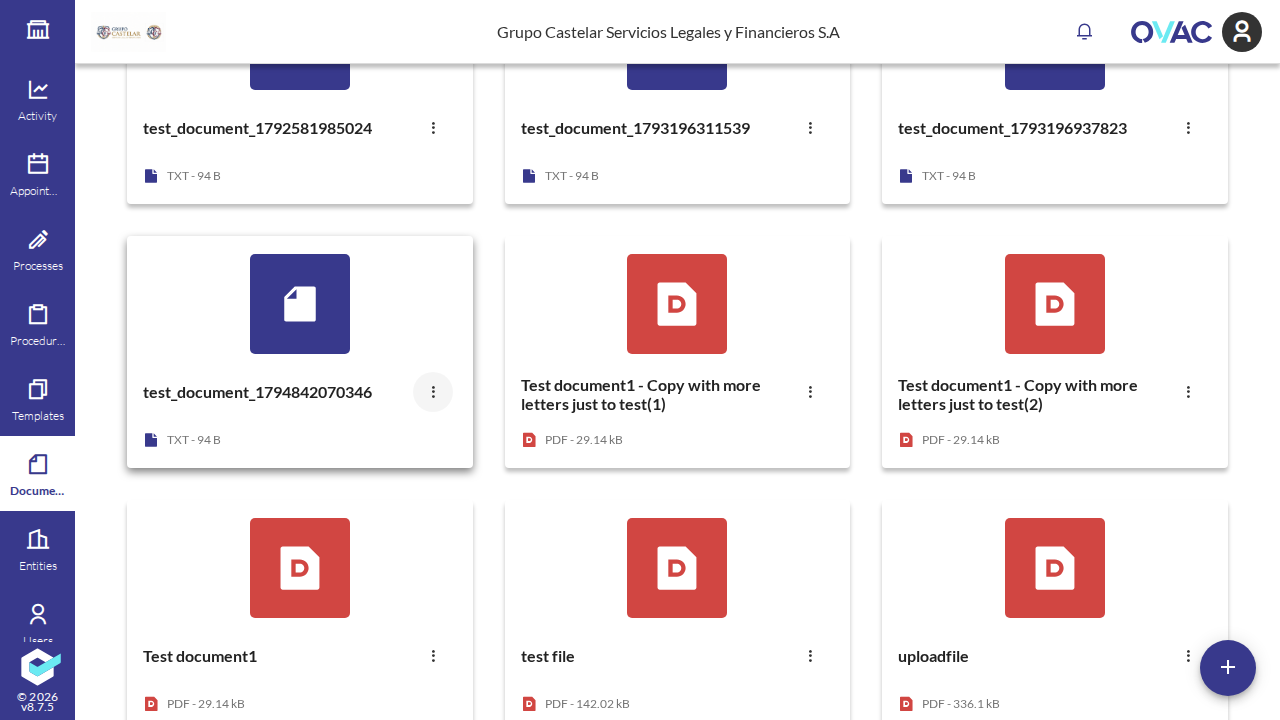 GRUPO
CASTELAR
Grupo Castelar Servicios Legales y Financieros S.A
OVAC
Activity
Appoint...
Processes
Procedur...
Templates
Docume...
Entities
Users
© 2026
v8.7.5
test_document_1792581985024
TXT - 94 B
test_document_1793196311539
TXT - 94 B
test_document_1793196937823
TXT - 94 B
test_document_1794842070346
TXT - 94 B
Test document1 - Copy with more
letters just to test(1)
PDF - 29.14 kB
Test document1 - Copy with more
letters just to test(2)
PDF - 29.14 kB
Test document1
PDF - 29.14 kB
test file
PDF - 142.02 kB
uploadfile
PDF - 336.1 kB